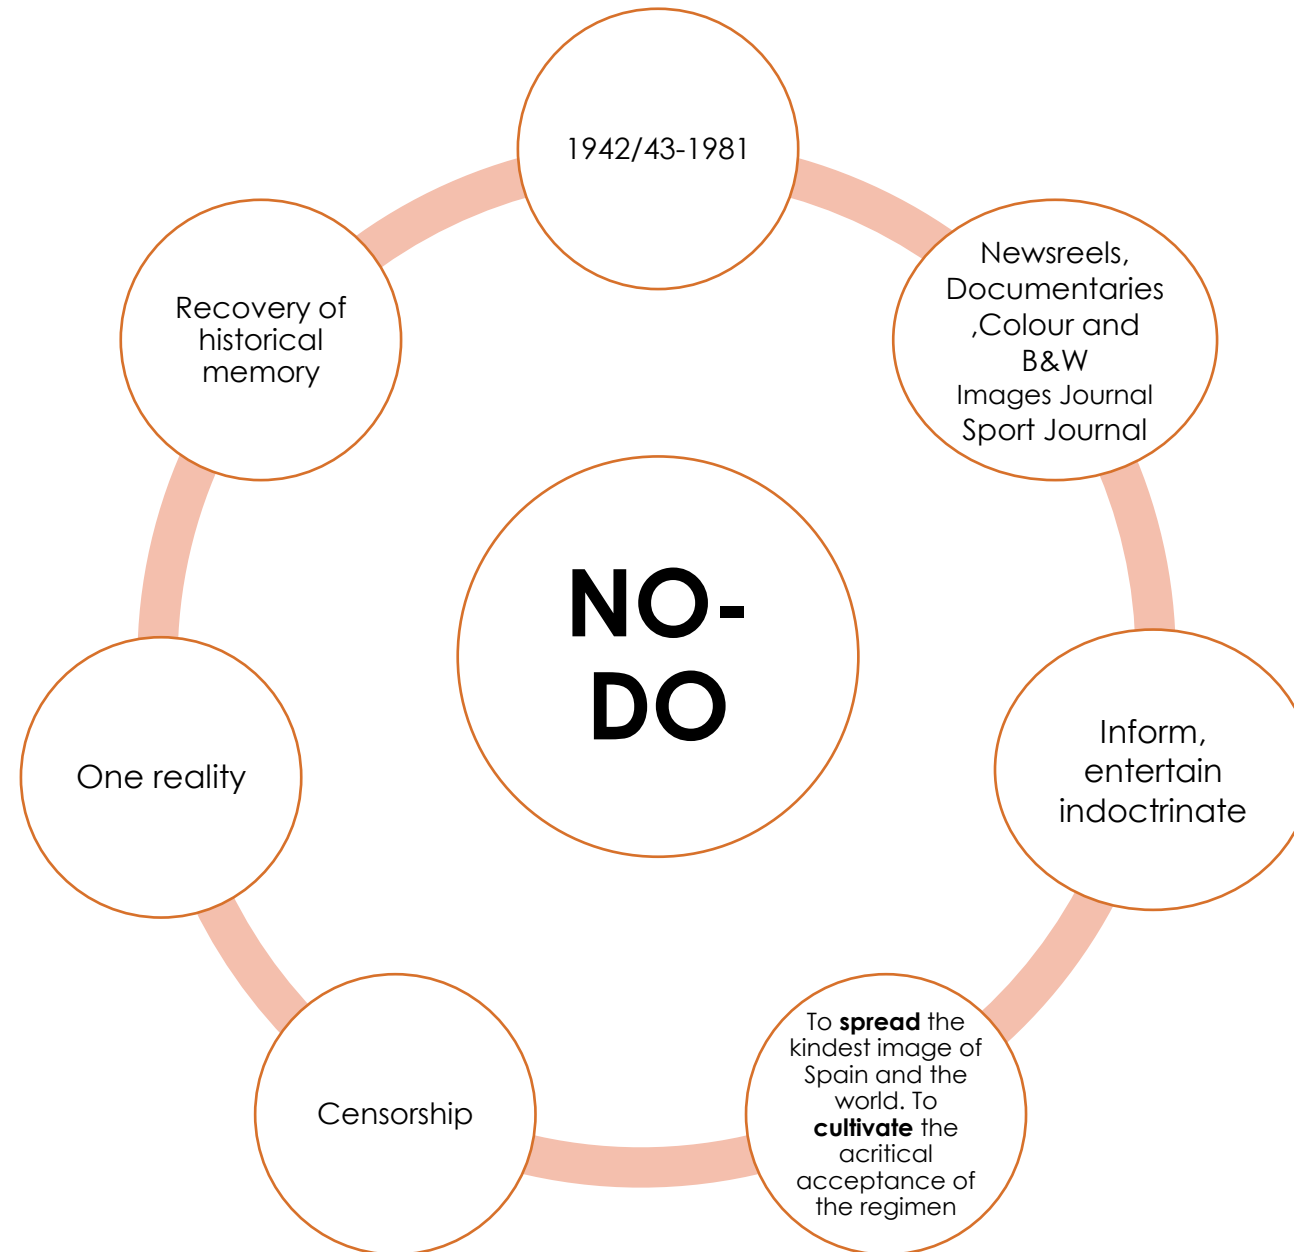 1942/43-1981
Newsreels,
Documentaries
,Colour and
B&W
Images Journal
Sport Journal
Inform,
entertain
indoctrinate
To spread the
kindest image of
Spain and the
world. To
cultivate the
acritical
acceptance of
the regimen
Censorship
One reality
Recovery of
historical
memory
NO-
DO